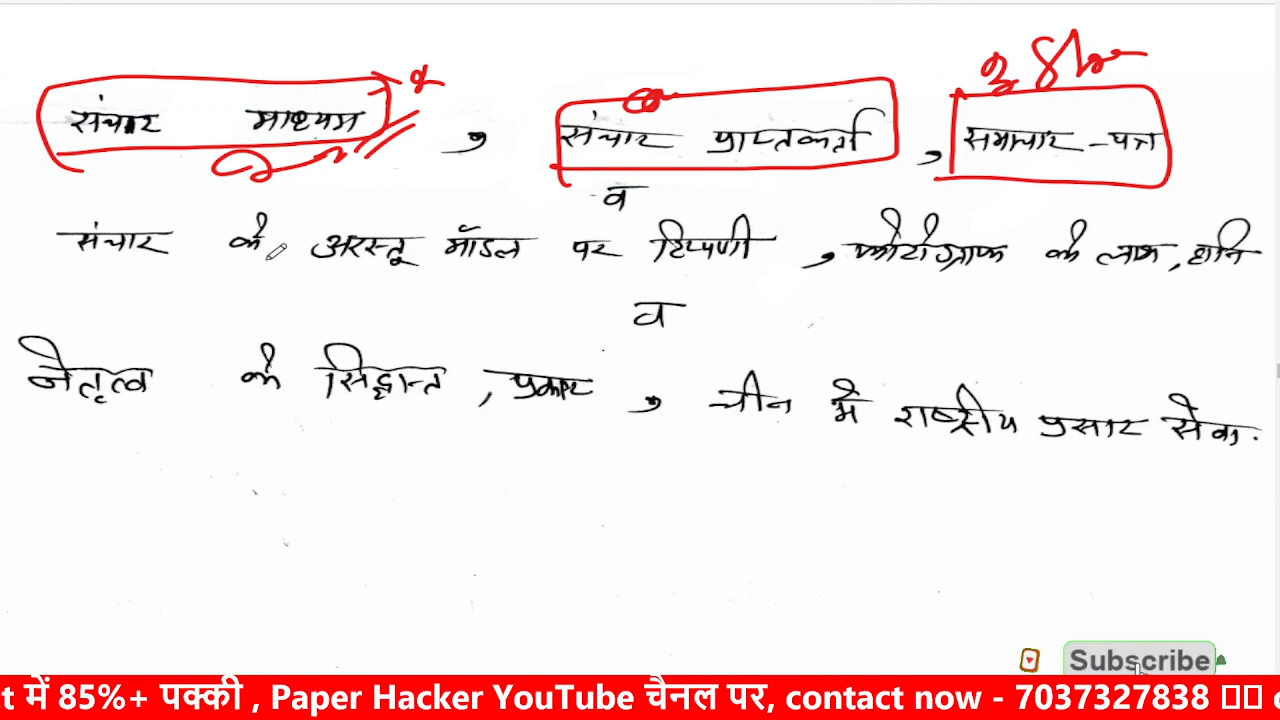 संचार माध्यम , संचार प्राप्तकर्ता , समाचार-पत्र
व
संचार के अरस्तू मॉडल पर टिप्पणी , फोटोग्राफ के लाभ, हानि
व
नेतृत्व के सिद्धान्त , प्रकार , चीन में राष्ट्रीय प्रसार सेवा.
Subscribe
ct में 85%+ पक्की , Paper Hacker YouTube चैनल पर, contact now - 7037327838